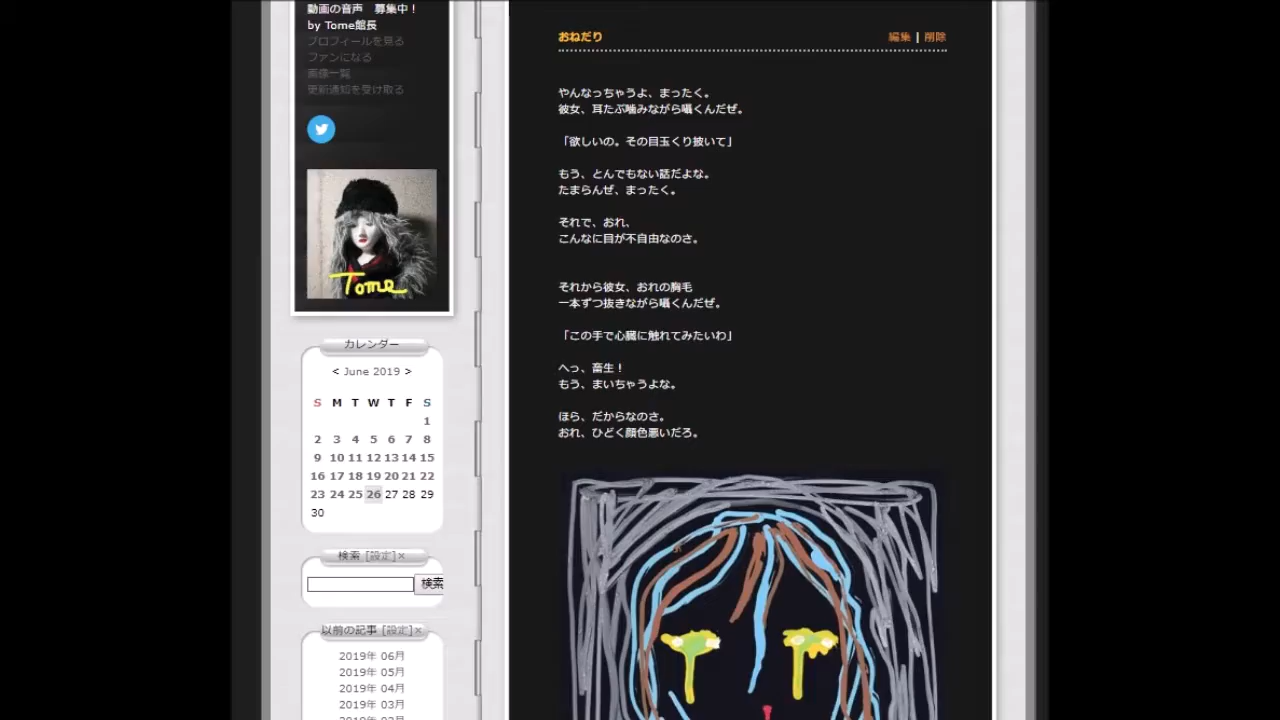 動画の音声　募集中！
by Tome館長
プロフィールを見る
ファンになる
画像一覧
更新通知を受け取る
Tome
カレンダー
< June 2019 >
S M T W T F S
1
2 3 4 5 6 7 8
9 10 11 12 13 14 15
16 17 18 19 20 21 22
23 24 25 26 27 28 29
30
検索 [設定]×
検索
以前の記事 [設定]×
2019年 06月
2019年 05月
2019年 04月
2019年 03月
おねだり
編集 | 削除
やんなっちゃうよ、まったく。
彼女、耳たぶ噛みながら囁くんだぜ。
「欲しいの。その目玉くり抜いて」
もう、とんでもない話だよな。
たまらんぜ、まったく。
それで、おれ、
こんなに目が不自由なのさ。
それから彼女、おれの胸毛
一本ずつ抜きながら囁くんだぜ。
「この手で心臓に触れてみたいわ」
へっ、畜生！
もう、まいちゃうよな。
ほら、だからなのさ。
おれ、ひどく顔色悪いだろ。